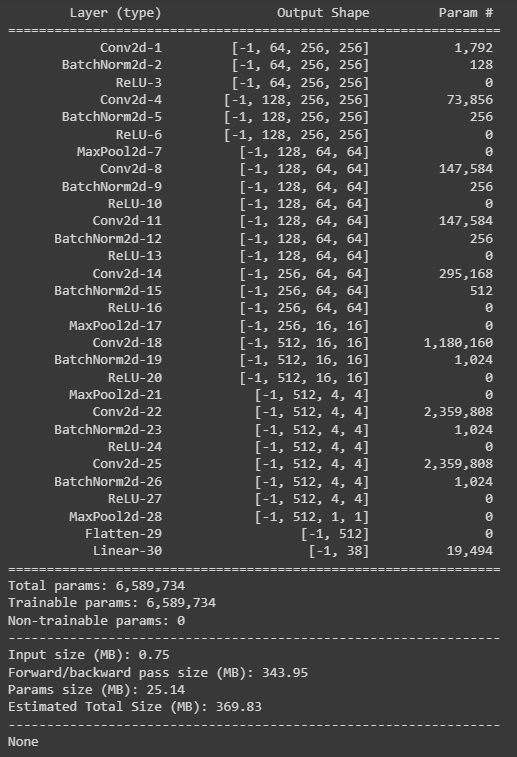 Layer (type) Output Shape Param #
================================================================
Conv2d-1 [-1, 64, 256, 256] 1,792
BatchNorm2d-2 [-1, 64, 256, 256] 128
ReLU-3 [-1, 64, 256, 256] 0
Conv2d-4 [-1, 128, 256, 256] 73,856
BatchNorm2d-5 [-1, 128, 256, 256] 256
ReLU-6 [-1, 128, 256, 256] 0
MaxPool2d-7 [-1, 128, 64, 64] 0
Conv2d-8 [-1, 128, 64, 64] 147,584
BatchNorm2d-9 [-1, 128, 64, 64] 256
ReLU-10 [-1, 128, 64, 64] 0
Conv2d-11 [-1, 128, 64, 64] 147,584
BatchNorm2d-12 [-1, 128, 64, 64] 256
ReLU-13 [-1, 128, 64, 64] 0
Conv2d-14 [-1, 256, 64, 64] 295,168
BatchNorm2d-15 [-1, 256, 64, 64] 512
ReLU-16 [-1, 256, 64, 64] 0
MaxPool2d-17 [-1, 256, 16, 16] 0
Conv2d-18 [-1, 512, 16, 16] 1,180,160
BatchNorm2d-19 [-1, 512, 16, 16] 1,024
ReLU-20 [-1, 512, 16, 16] 0
MaxPool2d-21 [-1, 512, 4, 4] 0
Conv2d-22 [-1, 512, 4, 4] 2,359,808
BatchNorm2d-23 [-1, 512, 4, 4] 1,024
ReLU-24 [-1, 512, 4, 4] 0
Conv2d-25 [-1, 512, 4, 4] 2,359,808
BatchNorm2d-26 [-1, 512, 4, 4] 1,024
ReLU-27 [-1, 512, 4, 4] 0
MaxPool2d-28 [-1, 512, 1, 1] 0
Flatten-29 [-1, 512] 0
Linear-30 [-1, 38] 19,494
================================================================
Total params: 6,589,734
Trainable params: 6,589,734
Non-trainable params: 0
----------------------------------------------------------------
Input size (MB): 0.75
Forward/backward pass size (MB): 343.95
Params size (MB): 25.14
Estimated Total Size (MB): 369.83
----------------------------------------------------------------
None